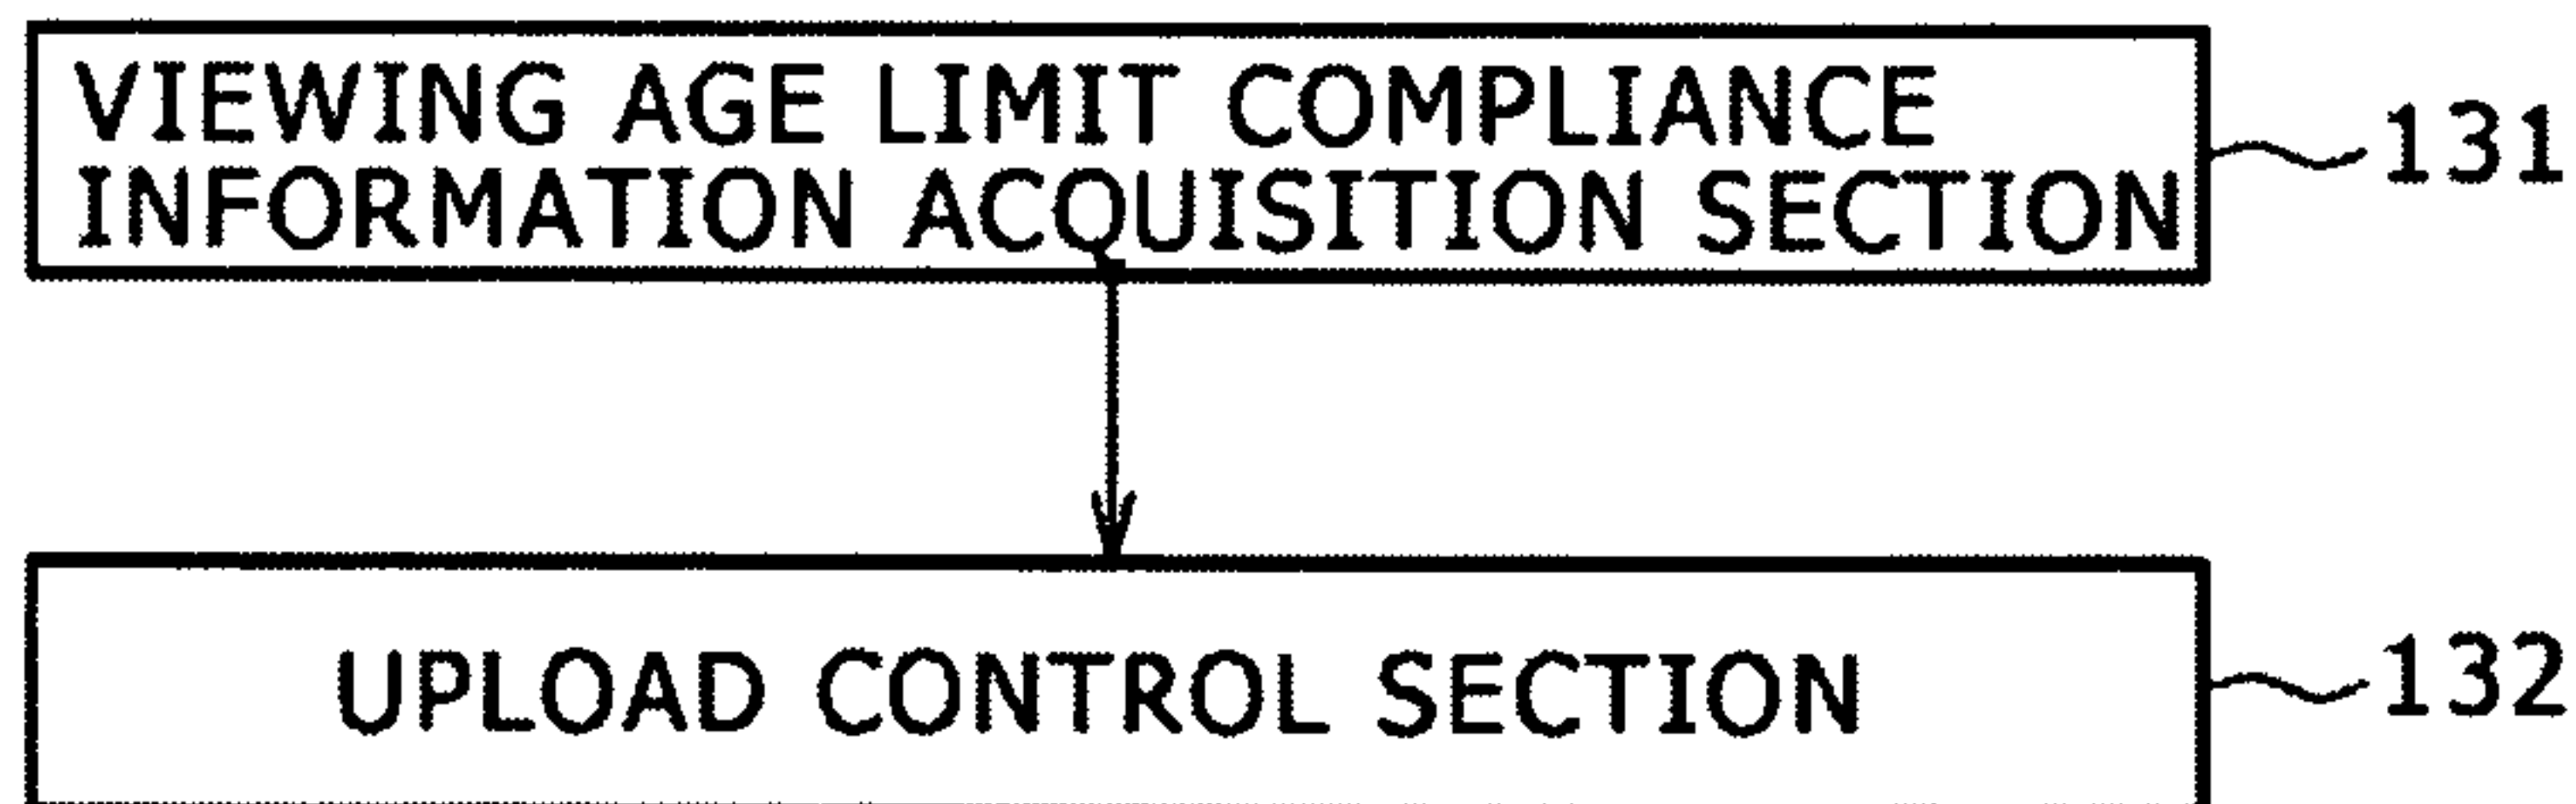 VIEWING AGE LIMIT COMPLIANCE
INFORMATION ACQUISITION SECTION
131
UPLOAD CONTROL SECTION
132